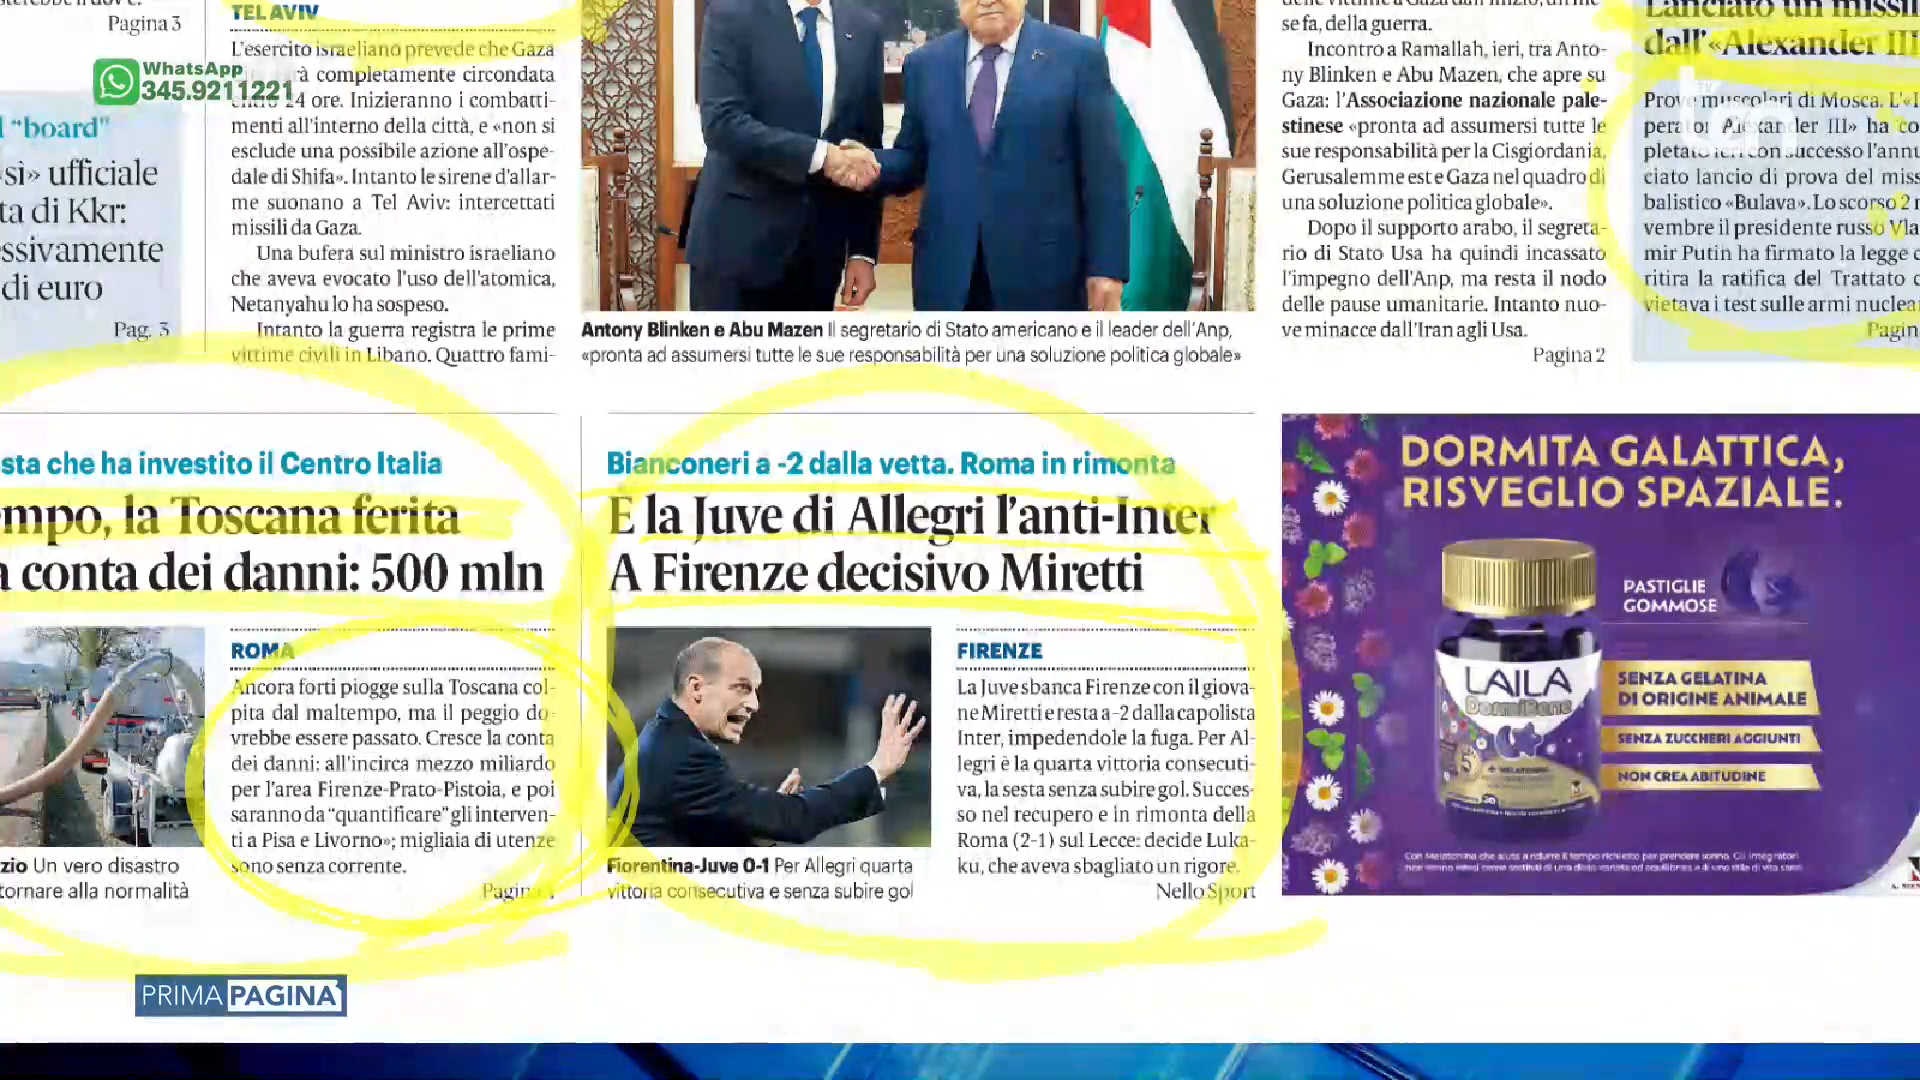 Pagina 3
WhatsApp
345.9211221
"board"
sì» ufficiale
ta di Kkr:
essivamente
di euro
Pag. 3
TEL AVIV
L'esercito israeliano prevede che Gaza
completamente circondata
24 ore. Inizieranno i combatti-
menti all'interno della città, e «non si
esclude una possibile azione all'ospe-
dale di Shifa». Intanto le sirene d'allar-
me suonano a Tel Aviv: intercettati
missili da Gaza.
Una bufera sul ministro israeliano
che aveva evocato l'uso dell'atomica,
Netanyahu lo ha sospeso.
Intanto la guerra registra le prime
vittime civili in Libano. Quattro fami-
Antony Blinken e Abu Mazen Il segretario di Stato americano e il leader dell'Anp,
«pronta ad assumersi tutte le sue responsabilità per una soluzione politica globale»
se fa, della guerra.
Incontro a Ramallah, ieri, tra Anto-
ny Blinken e Abu Mazen, che apre su
Gaza: l'Associazione nazionale pale-
stinese «pronta ad assumersi tutte le
sue responsabilità per la Cisgiordania,
Gerusalemme est e Gaza nel quadro di
una soluzione politica globale».
Dopo il supporto arabo, il segreta-
rio di Stato Usa ha quindi incassato
l'impegno dell'Anp, ma resta il nodo
delle pause umanitarie. Intanto nuo-
ve minacce dall'Iran agli Usa.
Pagina 2
Lanciato un missil
dall'«Alexander III
Prove muscolari di Mosca. L'«I
perator Alexander III» ha co
pletato ieri con successo l'annu
ciato lancio di prova del miss
balistico «Bulava». Lo scorso 2 n
vembre il presidente russo Vla
mir Putin ha firmato la legge c
ritira la ratifica del Trattato c
vietava i test sulle armi nuclear
Pagin
sta che ha investito il Centro Italia
empo, la Toscana ferita
a conta dei danni: 500 mln
ROMA
Ancora forti piogge sulla Toscana col-
pita dal maltempo, ma il peggio do-
vrebbe essere passato. Cresce la conta
dei danni: all'incirca mezzo miliardo
per l'area Firenze-Prato-Pistoia, e poi
saranno da "quantificare" gli interven-
ti a Pisa e Livorno»; migliaia di utenze
sono senza corrente.
Pagina
zio Un vero disastro
tornare alla normalità
Bianconeri a -2 dalla vetta. Roma in rimonta
È la Juve di Allegri l'anti-Inter
A Firenze decisivo Miretti
Fiorentina-Juve 0-1 Per Allegri quarta
vittoria consecutiva e senza subire gol
FIRENZE
La Juve sbanca Firenze con il giova-
ne Miretti e resta a -2 dalla capolista
Inter, impedendole la fuga. Per Al-
legri è la quarta vittoria consecuti-
va, la sesta senza subire gol. Succes-
so nel recupero e in rimonta della
Roma (2-1) sul Lecce: decide Luka-
ku, che aveva sbagliato un rigore.
Nello Sport
DORMITA GALATTICA,
RISVEGLIO SPAZIALE.
PASTIGLIE
GOMMOSE
LAILA
DormiBene
SENZA GELATINA
DI ORIGINE ANIMALE
SENZA ZUCCHERI AGGIUNTI
NON CREA ABITUDINE
PRIMA PAGINA